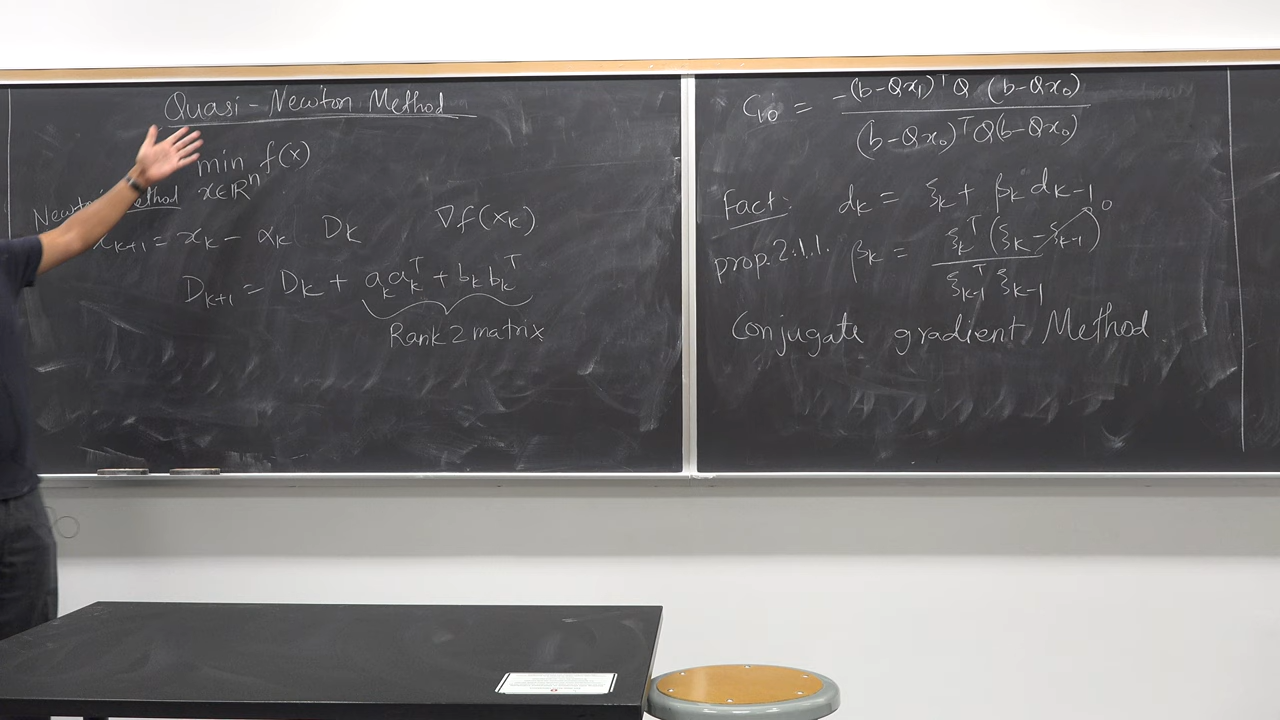 Quasi-Newton Method
min f(x)
x∈ℝⁿ
Newton's Method
x_{k+1} = x_k - α_k D_k ∇f(x_k)
D_{k+1} = D_k + a_k a_k^T + b_k b_k^T
Rank 2 matrix
C_{10} = -(b-Qx_1)^T Q (b-Qx_0) / (b-Qx_0)^T Q(b-Qx_0)
Fact: d_k = ξ_k + β_k d_{k-1}
prop. 2.1.1. β_k = ξ_k^T (ξ_k - ξ_{k-1}) / ξ_{k-1}^T ξ_{k-1}
0
Conjugate gradient Method